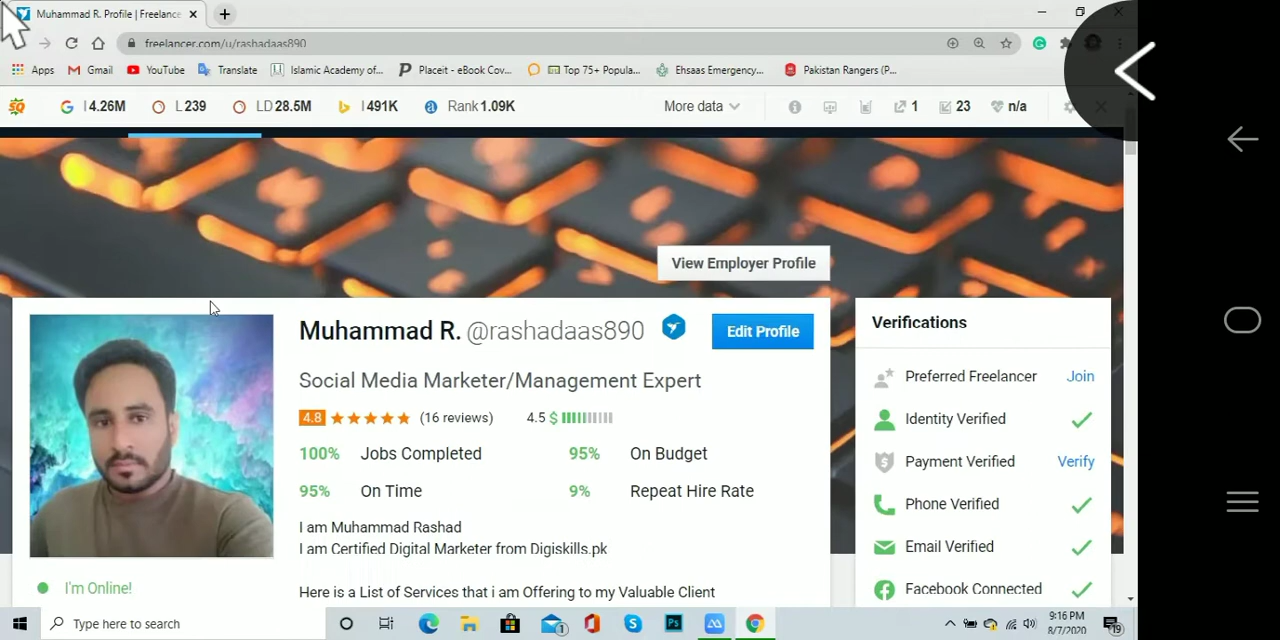 Muhammad R. Profile | Freelance
freelancer.com/u/rashadaas890
Apps Gmail YouTube Translate Islamic Academy of... Placeit - eBook Cov... Top 75+ Popula... Ehsaas Emergency... Pakistan Rangers (P...
SQ G I 4.26M L 239 LD 28.5M b I 491K a Rank 1.09K More data 1 23 n/a
View Employer Profile
Muhammad R. @rashadaas890 Edit Profile
Social Media Marketer/Management Expert
4.8 (16 reviews) 4.5 $
100% Jobs Completed 95% On Budget
95% On Time 9% Repeat Hire Rate
I am Muhammad Rashad
I am Certified Digital Marketer from Digiskills.pk
Here is a List of Services that i am Offering to my Valuable Client
I'm Online!
Verifications
Preferred Freelancer Join
Identity Verified
Payment Verified Verify
Phone Verified
Email Verified
Facebook Connected
Type here to search
1
Ps
9:16 PM
8/7/2020
19